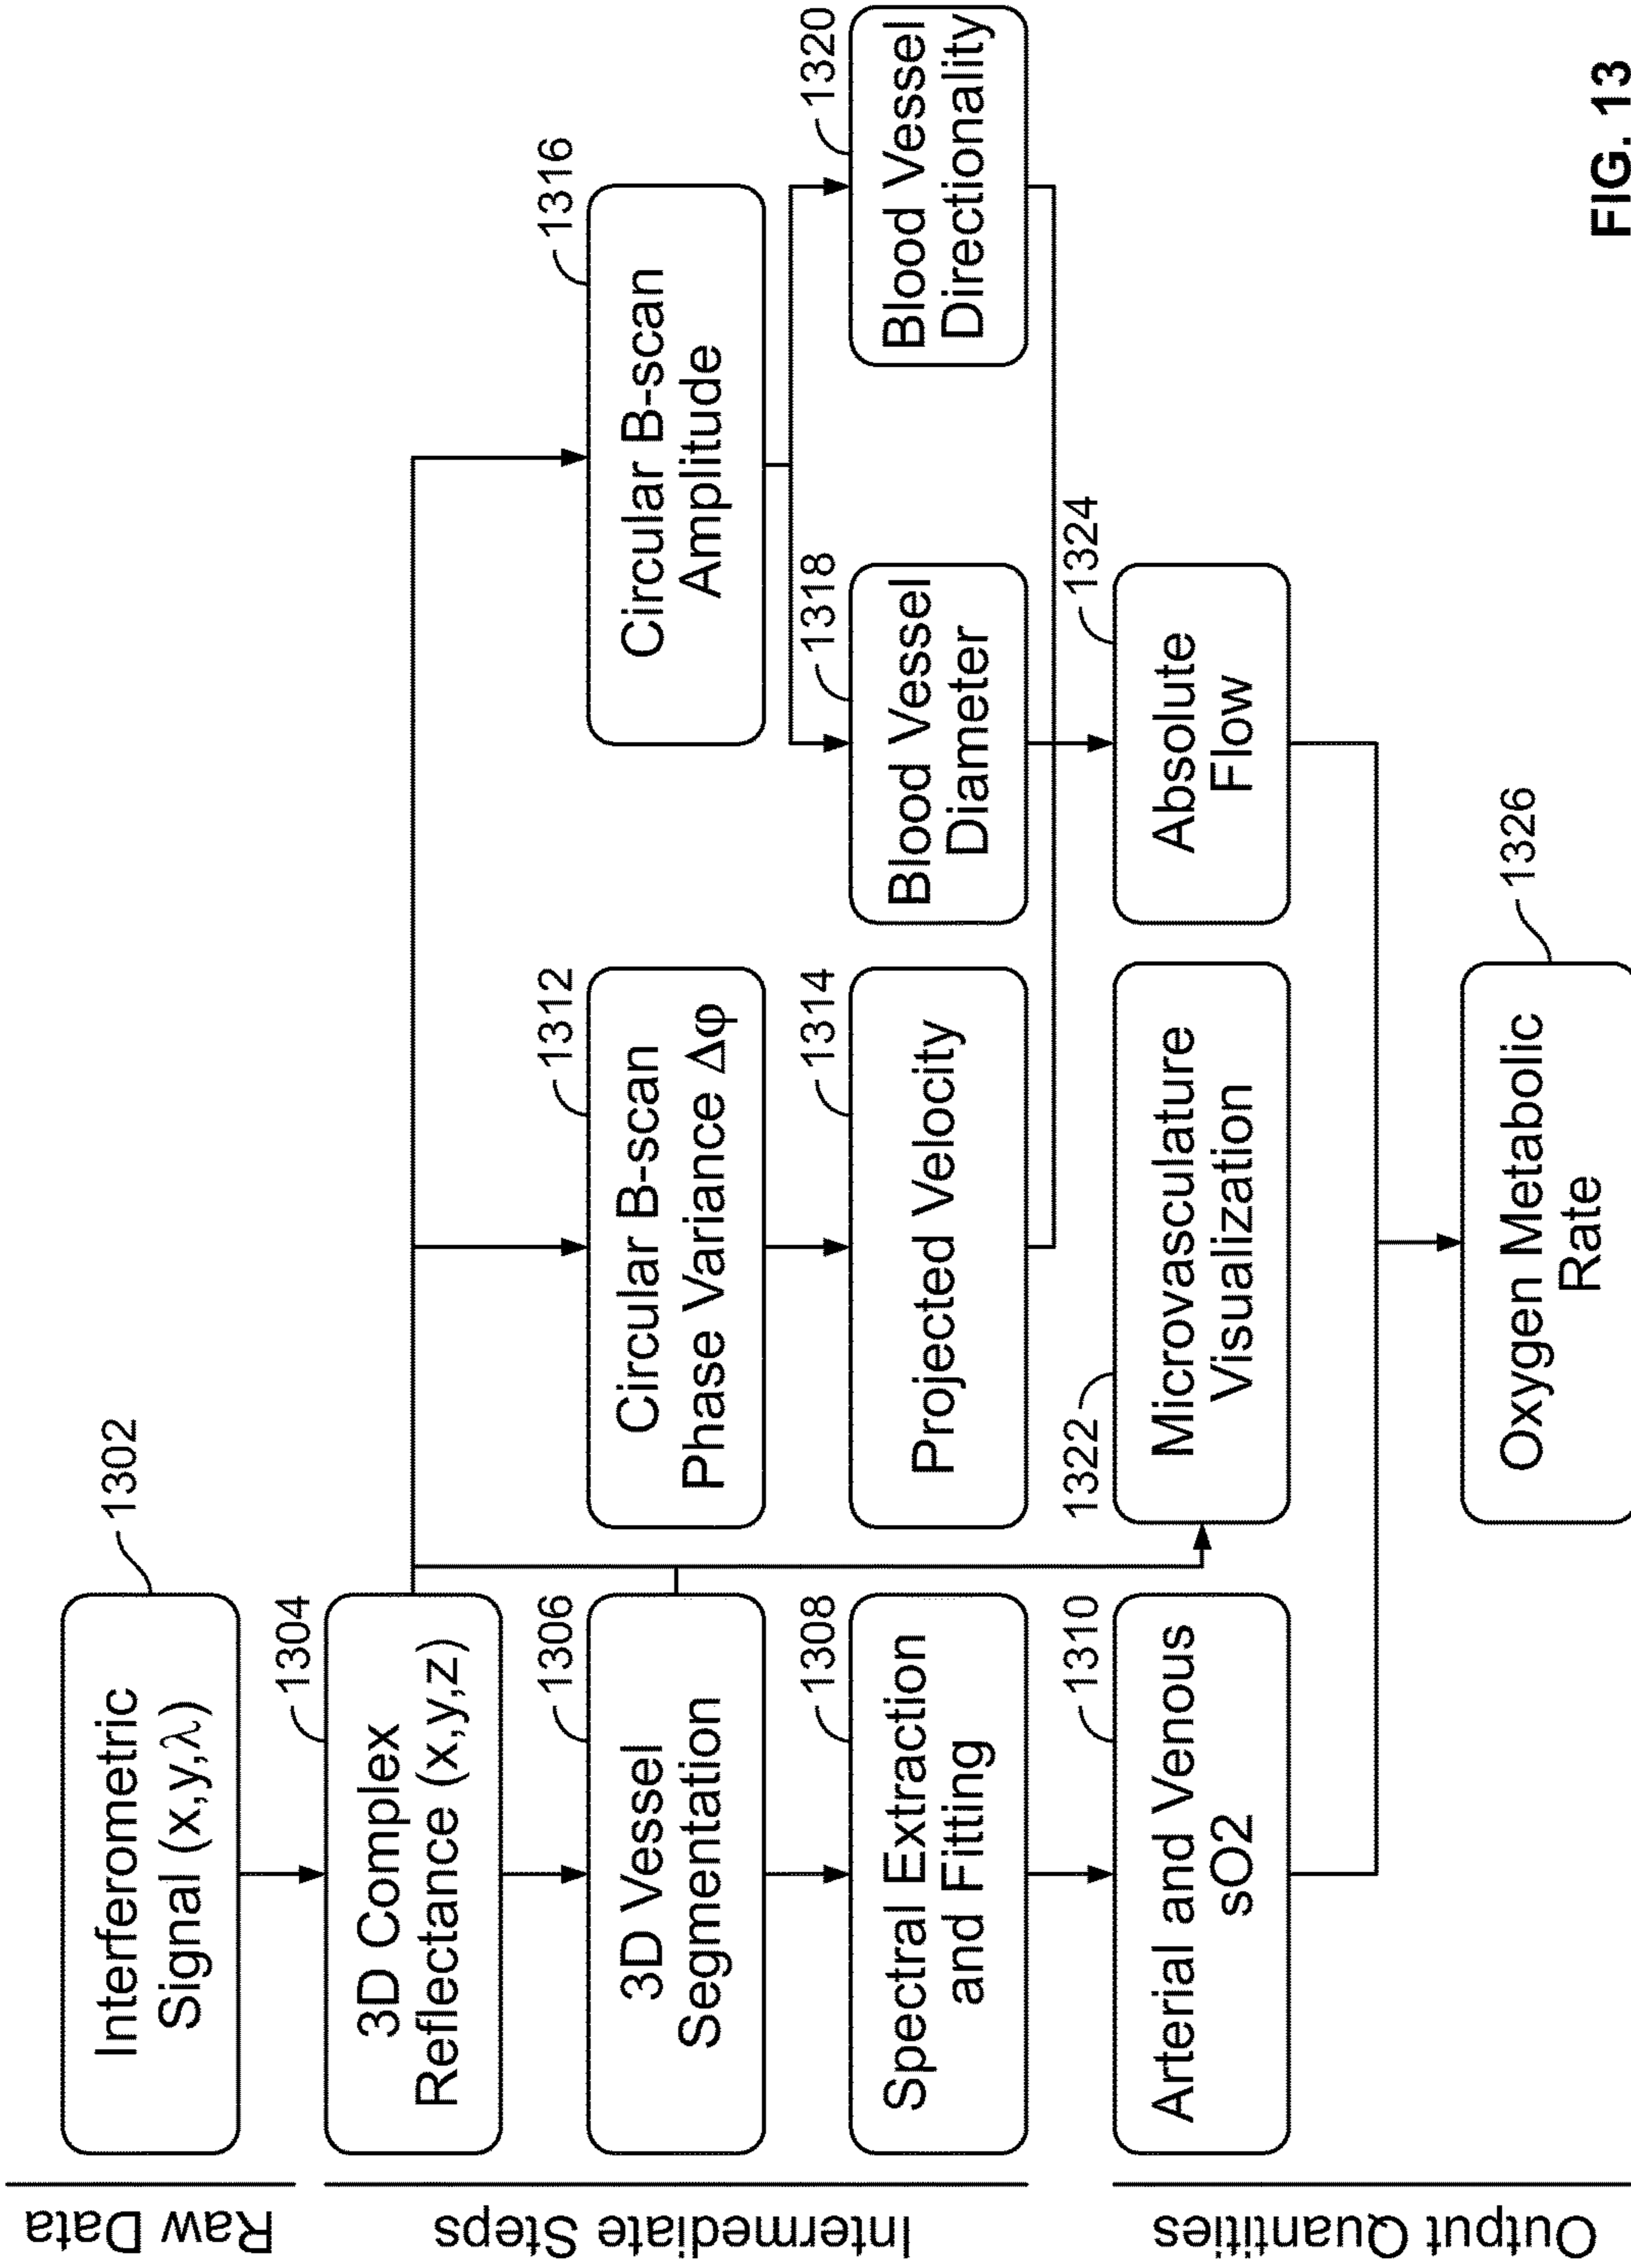 Raw Data
Interferometric
Signal (x,y,λ)
1302
Intermediate Steps
3D Complex
Reflectance (x,y,z)
1304
3D Vessel
Segmentation
1306
Circular B-scan
Phase Variance Δφ
1312
Circular B-scan
Amplitude
1316
Spectral Extraction
and Fitting
1308
Projected Velocity
1314
Blood Vessel
Diameter
1318
Blood Vessel
Directionality
1320
Output Quantities
Arterial and Venous
sO2
1310
Microvasculature
Visualization
1322
Absolute
Flow
1324
Oxygen Metabolic
Rate
1326
FIG. 13